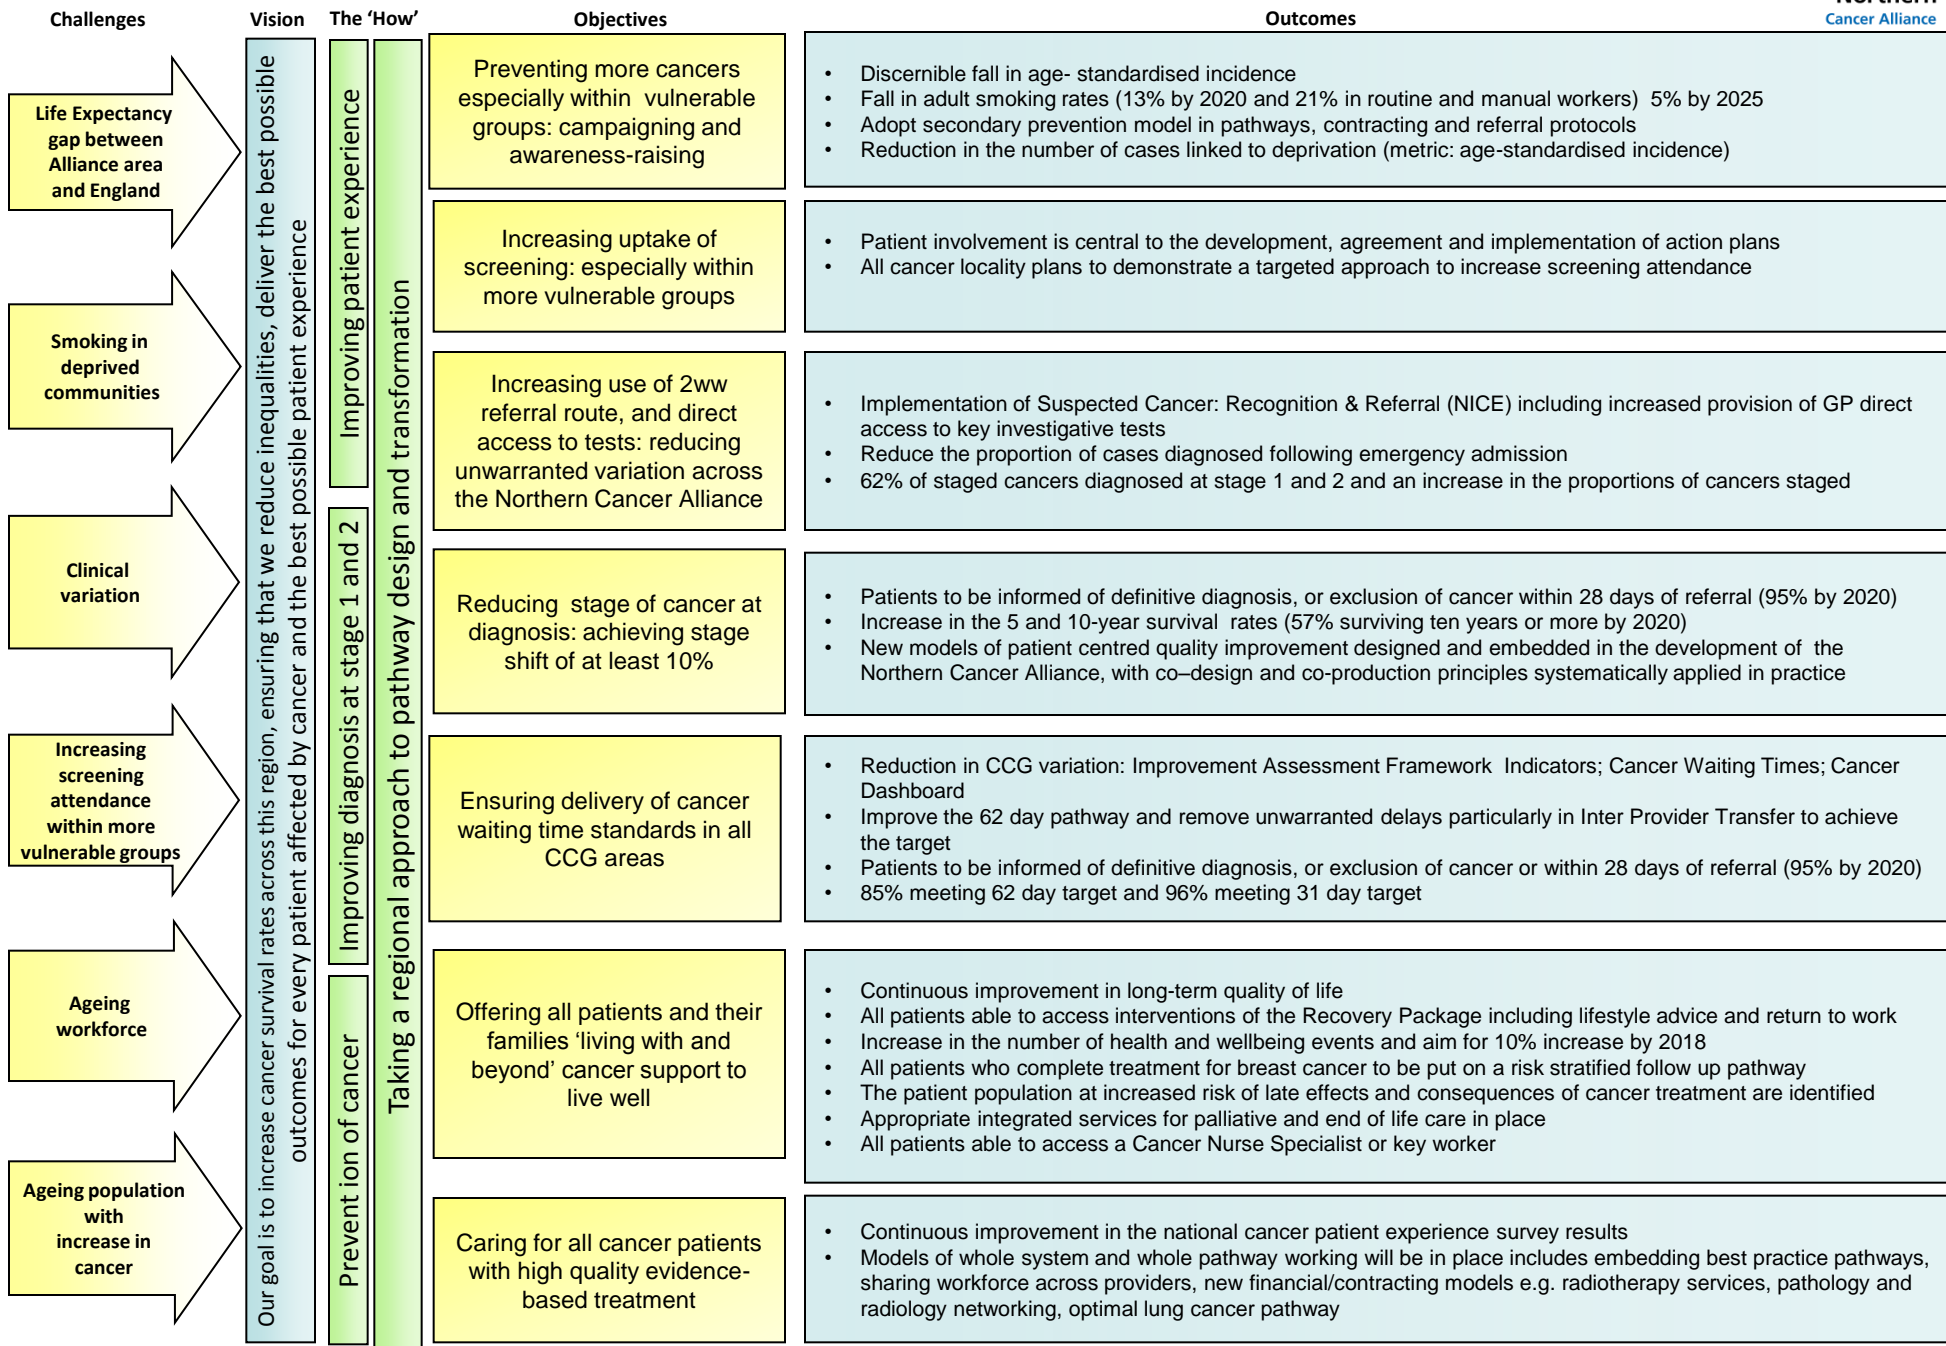 Challenges
Vision
The ‘How’
Objectives
Outcomes
Northern
Cancer Alliance
Life Expectancy
gap between
Alliance area
and England
Smoking in
deprived
communities
Clinical
variation
Increasing
screening
attendance
within more
vulnerable groups
Ageing
workforce
Ageing population
with
increase in
cancer
Our goal is to increase cancer survival rates across this region, ensuring that we reduce inequalities, deliver the best possible
outcomes for every patient affected by cancer and the best possible patient experience
Improving patient experience
Improving diagnosis at stage 1 and 2
Prevent ion of cancer
Taking a regional approach to pathway design and transformation
Preventing more cancers
especially within vulnerable
groups: campaigning and
awareness-raising
• Discernible fall in age- standardised incidence
• Fall in adult smoking rates (13% by 2020 and 21% in routine and manual workers) 5% by 2025
• Adopt secondary prevention model in pathways, contracting and referral protocols
• Reduction in the number of cases linked to deprivation (metric: age-standardised incidence)
Increasing uptake of
screening: especially within
more vulnerable groups
• Patient involvement is central to the development, agreement and implementation of action plans
• All cancer locality plans to demonstrate a targeted approach to increase screening attendance
Increasing use of 2ww
referral route, and direct
access to tests: reducing
unwarranted variation across
the Northern Cancer Alliance
• Implementation of Suspected Cancer: Recognition & Referral (NICE) including increased provision of GP direct
access to key investigative tests
• Reduce the proportion of cases diagnosed following emergency admission
• 62% of staged cancers diagnosed at stage 1 and 2 and an increase in the proportions of cancers staged
Reducing stage of cancer at
diagnosis: achieving stage
shift of at least 10%
• Patients to be informed of definitive diagnosis, or exclusion of cancer within 28 days of referral (95% by 2020)
• Increase in the 5 and 10-year survival rates (57% surviving ten years or more by 2020)
• New models of patient centred quality improvement designed and embedded in the development of the
Northern Cancer Alliance, with co–design and co-production principles systematically applied in practice
Ensuring delivery of cancer
waiting time standards in all
CCG areas
• Reduction in CCG variation: Improvement Assessment Framework Indicators; Cancer Waiting Times; Cancer
Dashboard
• Improve the 62 day pathway and remove unwarranted delays particularly in Inter Provider Transfer to achieve
the target
• Patients to be informed of definitive diagnosis, or exclusion of cancer or within 28 days of referral (95% by 2020)
• 85% meeting 62 day target and 96% meeting 31 day target
Offering all patients and their
families ‘living with and
beyond’ cancer support to
live well
• Continuous improvement in long-term quality of life
• All patients able to access interventions of the Recovery Package including lifestyle advice and return to work
• Increase in the number of health and wellbeing events and aim for 10% increase by 2018
• All patients who complete treatment for breast cancer to be put on a risk stratified follow up pathway
• The patient population at increased risk of late effects and consequences of cancer treatment are identified
• Appropriate integrated services for palliative and end of life care in place
• All patients able to access a Cancer Nurse Specialist or key worker
Caring for all cancer patients
with high quality evidence-
based treatment
• Continuous improvement in the national cancer patient experience survey results
• Models of whole system and whole pathway working will be in place includes embedding best practice pathways,
sharing workforce across providers, new financial/contracting models e.g. radiotherapy services, pathology and
radiology networking, optimal lung cancer pathway